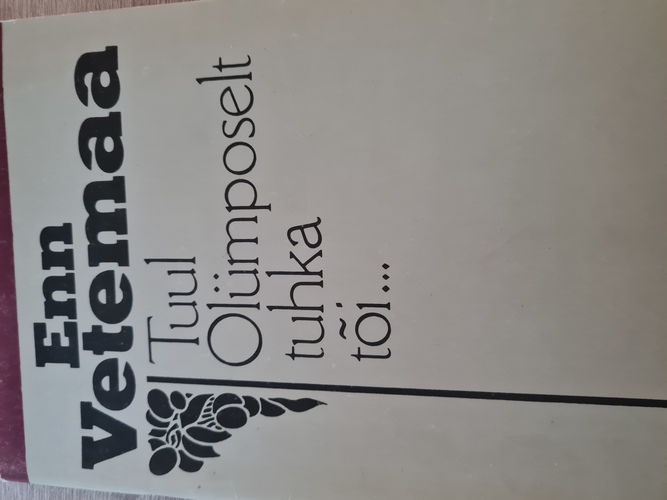 Enn
Vetemaa
Tuul
Olümposelt
tuhka
tõi...